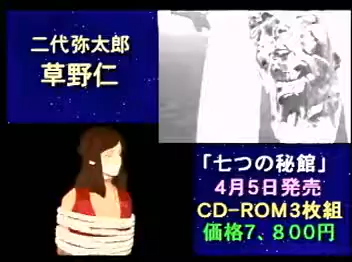 二代弥太郎
草野仁
「七つの秘館」
4月5日発売
CD-ROM3枚組
価格7、800円